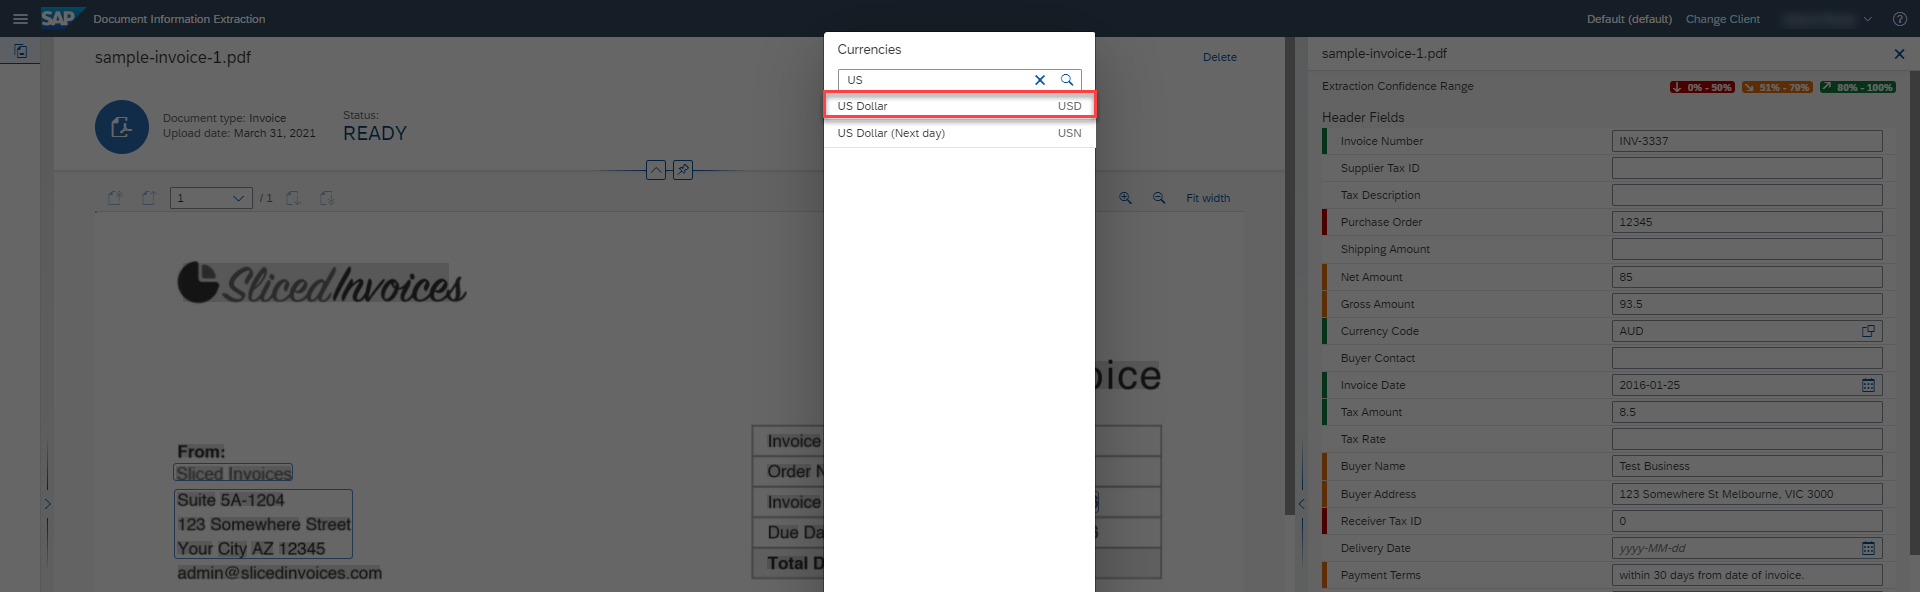 SAP Document Information Extraction
Default (default) Change Client
sample-invoice-1.pdf
Delete
Document type: Invoice
Upload date: March 31, 2021
Status:
READY
1 / 1
Fit width
SlicedInvoices
oice
From:
Sliced Invoices
Suite 5A-1204
123 Somewhere Street
Your City AZ 12345
admin@slicedinvoices.com
Invoice
Order N
Invoice
Due Da
Total D
Currencies
US
US Dollar USD
US Dollar (Next day) USN
sample-invoice-1.pdf
Extraction Confidence Range 0% - 50% 51% - 79% 80% - 100%
Header Fields
Invoice Number INV-3337
Supplier Tax ID
Tax Description
Purchase Order 12345
Shipping Amount
Net Amount 85
Gross Amount 93.5
Currency Code AUD
Buyer Contact
Invoice Date 2016-01-25
Tax Amount 8.5
Tax Rate
Buyer Name Test Business
Buyer Address 123 Somewhere St Melbourne, VIC 3000
Receiver Tax ID 0
Delivery Date yyyy-MM-dd
Payment Terms within 30 days from date of invoice.